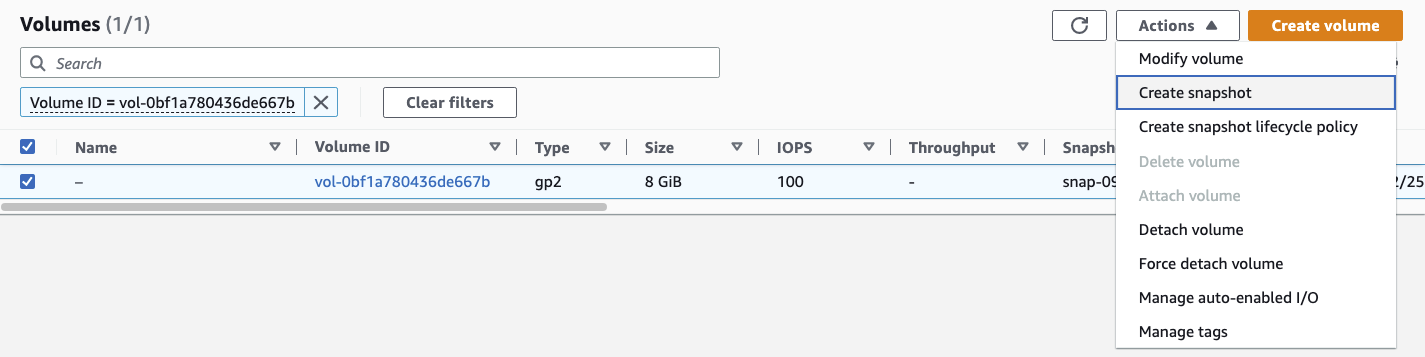 Volumes (1/1)
Actions
Create volume
Search
Volume ID = vol-0bf1a780436de667b
Clear filters
Name Volume ID Type Size IOPS Throughput Snapsh
– vol-0bf1a780436de667b gp2 8 GiB 100 - snap-09 2/25
Modify volume
Create snapshot
Create snapshot lifecycle policy
Delete volume
Attach volume
Detach volume
Force detach volume
Manage auto-enabled I/O
Manage tags